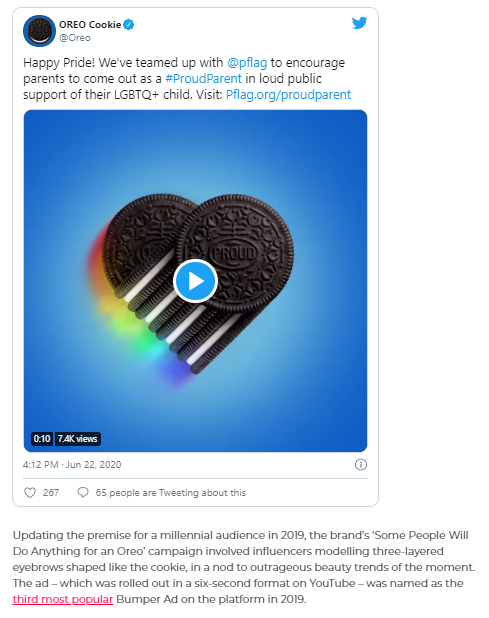 OREO Cookie
@Oreo
Happy Pride! We've teamed up with @pflag to encourage
parents to come out as a #ProudParent in loud public
support of their LGBTQ+ child. Visit: Pflag.org/proudparent
PROUD
0:10 7.4K views
4:12 PM · Jun 22, 2020
267 65 people are Tweeting about this
Updating the premise for a millennial audience in 2019, the brand's 'Some People Will
Do Anything for an Oreo' campaign involved influencers modelling three-layered
eyebrows shaped like the cookie, in a nod to outrageous beauty trends of the moment.
The ad – which was rolled out in a six-second format on YouTube – was named as the
third most popular Bumper Ad on the platform in 2019.